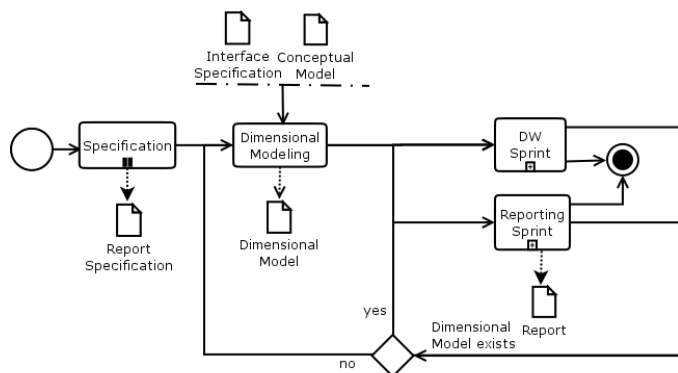 Interface
Specification
Conceptual
Model
Specification
Dimensional
Modeling
DW
Sprint
Report
Specification
Dimensional
Model
Reporting
Sprint
yes
no
Dimensional
Model exists
Report